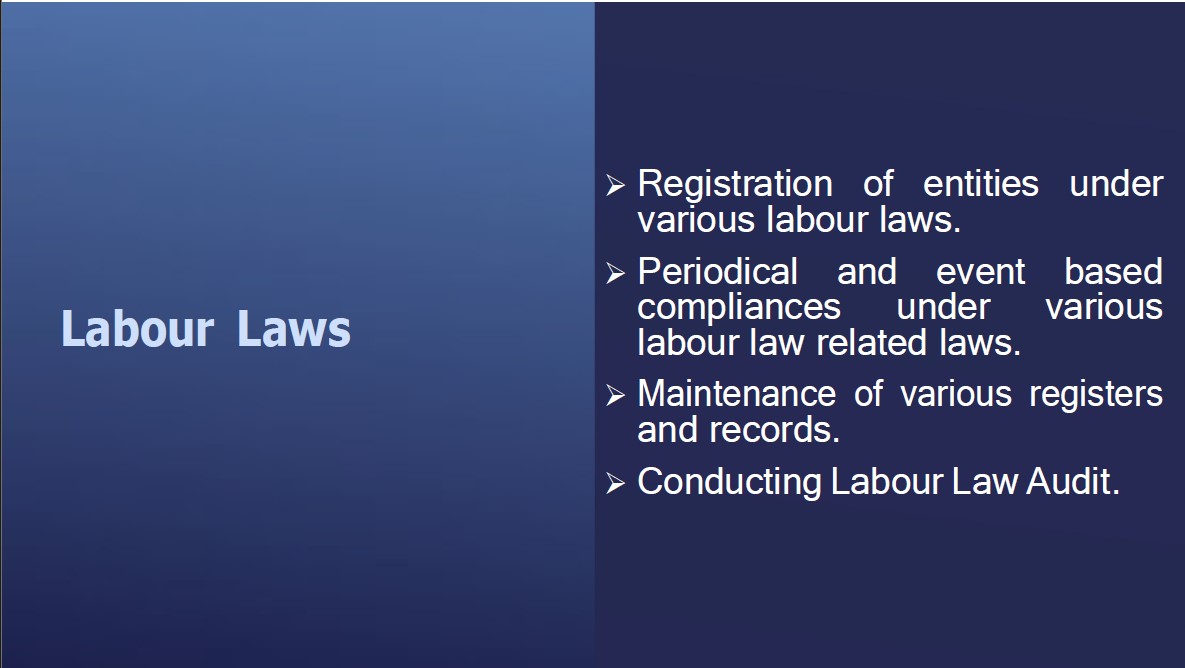 Labour Laws
➢ Registration of entities under
various labour laws.
➢ Periodical and event based
compliances under various
labour law related laws.
➢ Maintenance of various registers
and records.
➢ Conducting Labour Law Audit.